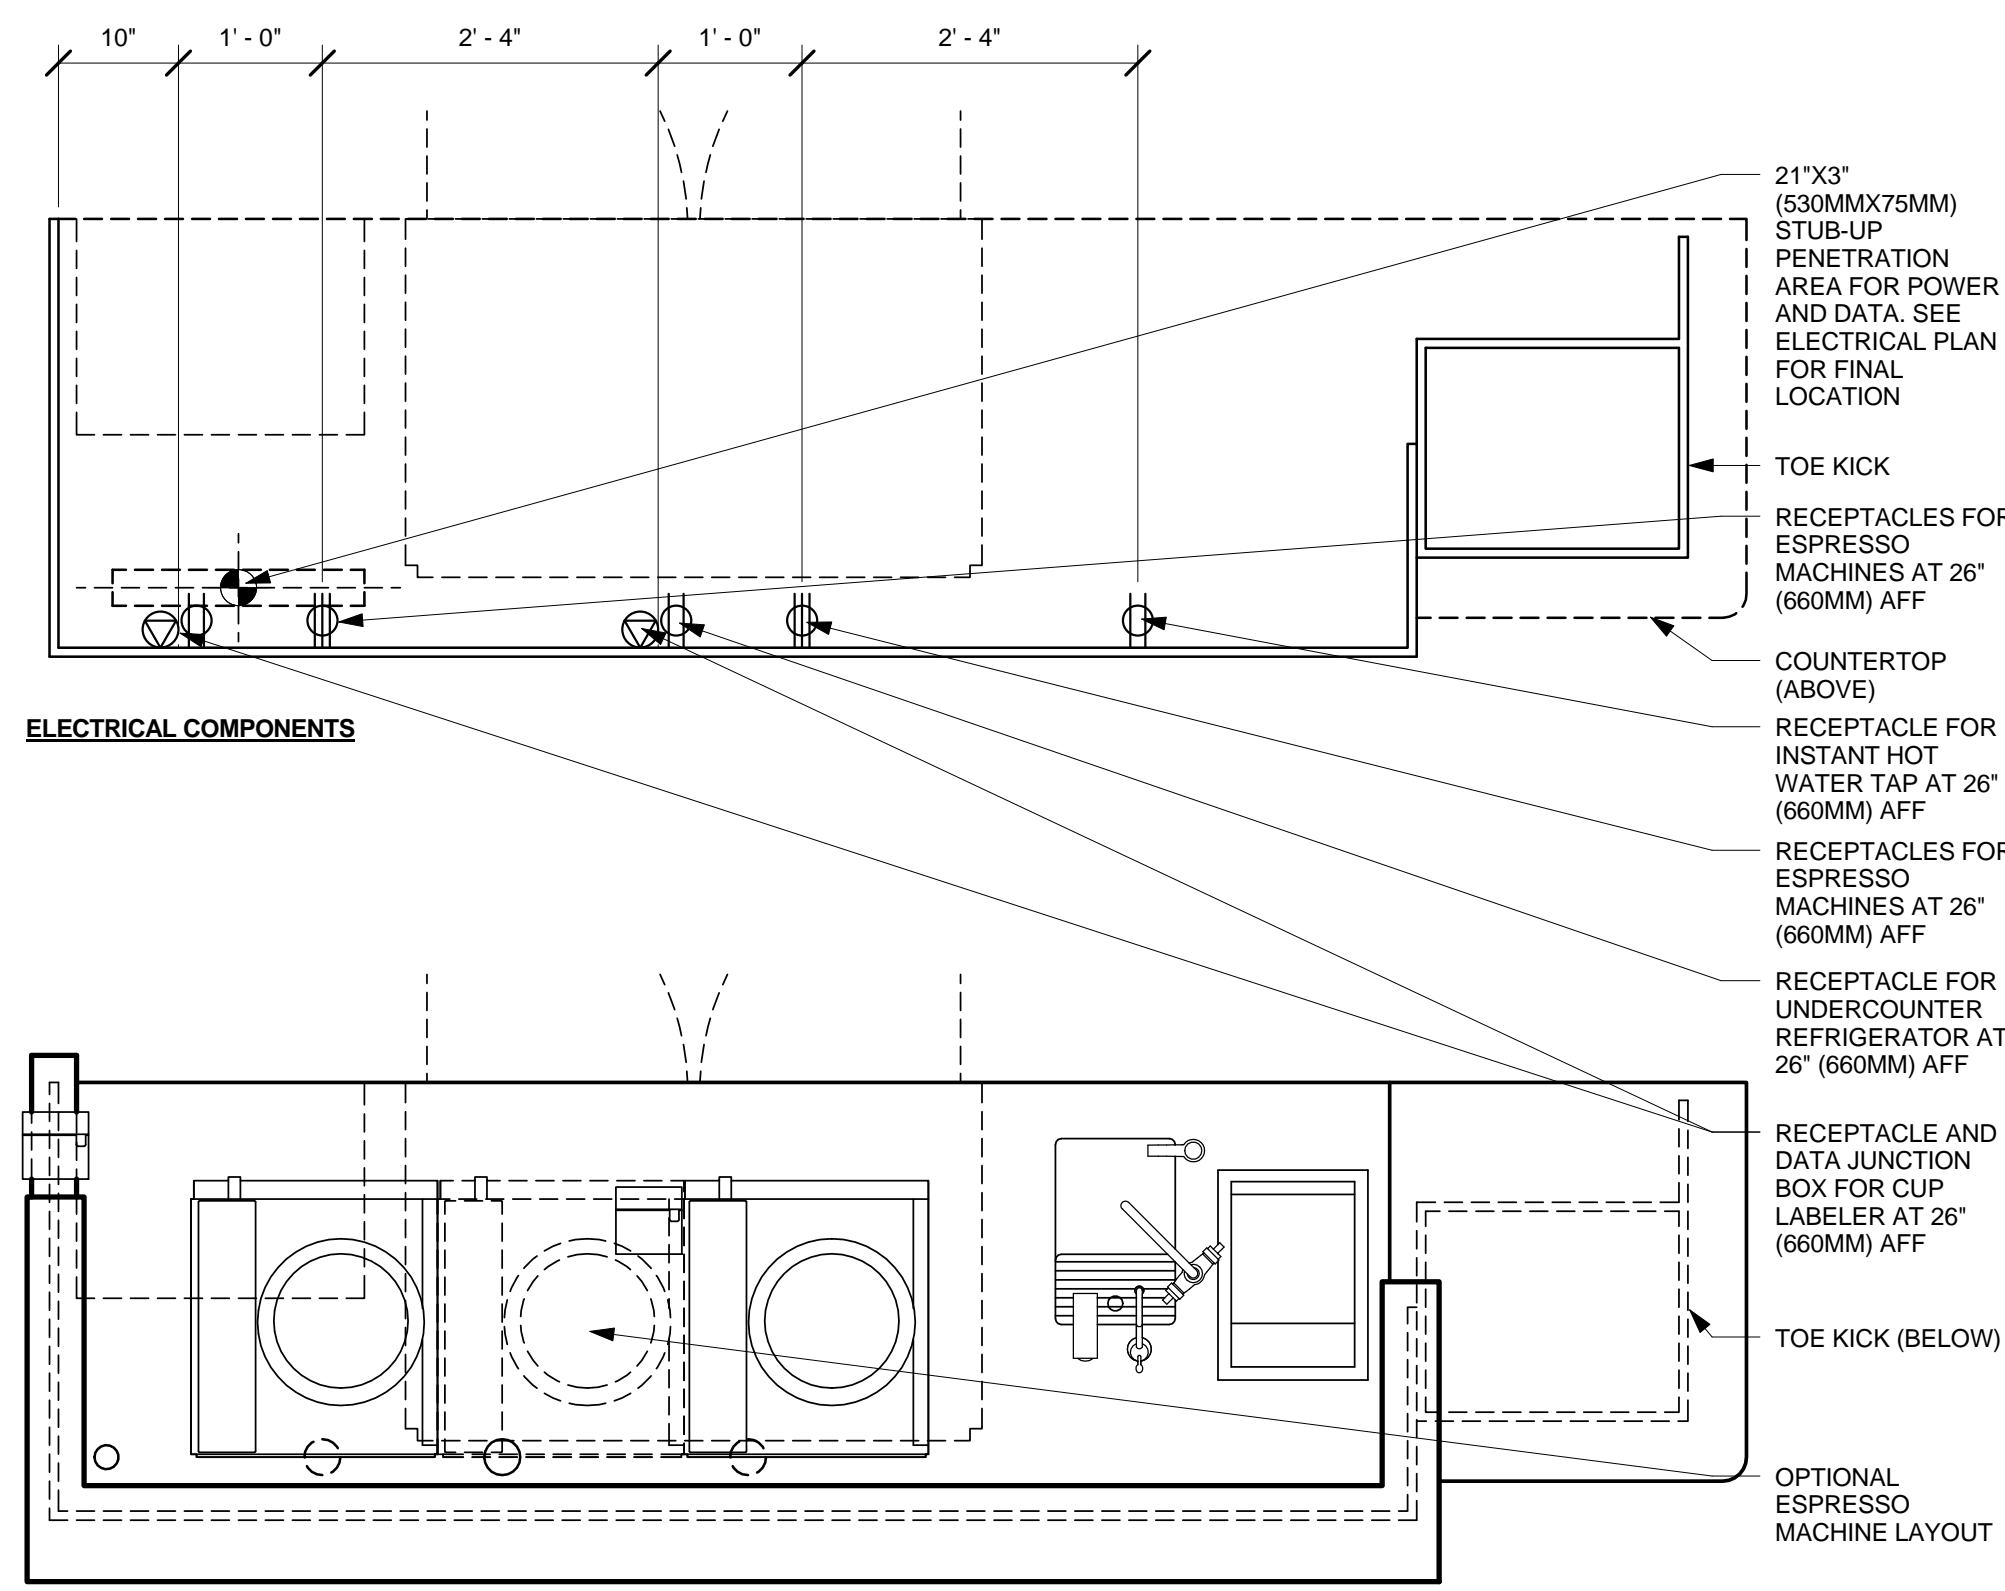 10" 1' - 0" 2' - 4" 1' - 0" 2' - 4"
21"X3"
(530MMX75MM)
STUB-UP
PENETRATION
AREA FOR POWER
AND DATA. SEE
ELECTRICAL PLAN
FOR FINAL
LOCATION
TOE KICK
RECEPTACLES FOR
ESPRESSO
MACHINES AT 26"
(660MM) AFF
COUNTERTOP
(ABOVE)
ELECTRICAL COMPONENTS
RECEPTACLE FOR
INSTANT HOT
WATER TAP AT 26"
(660MM) AFF
RECEPTACLES FOR
ESPRESSO
MACHINES AT 26"
(660MM) AFF
RECEPTACLE FOR
UNDERCOUNTER
REFRIGERATOR AT
26" (660MM) AFF
RECEPTACLE AND
DATA JUNCTION
BOX FOR CUP
LABELER AT 26"
(660MM) AFF
TOE KICK (BELOW)
OPTIONAL
ESPRESSO
MACHINE LAYOUT